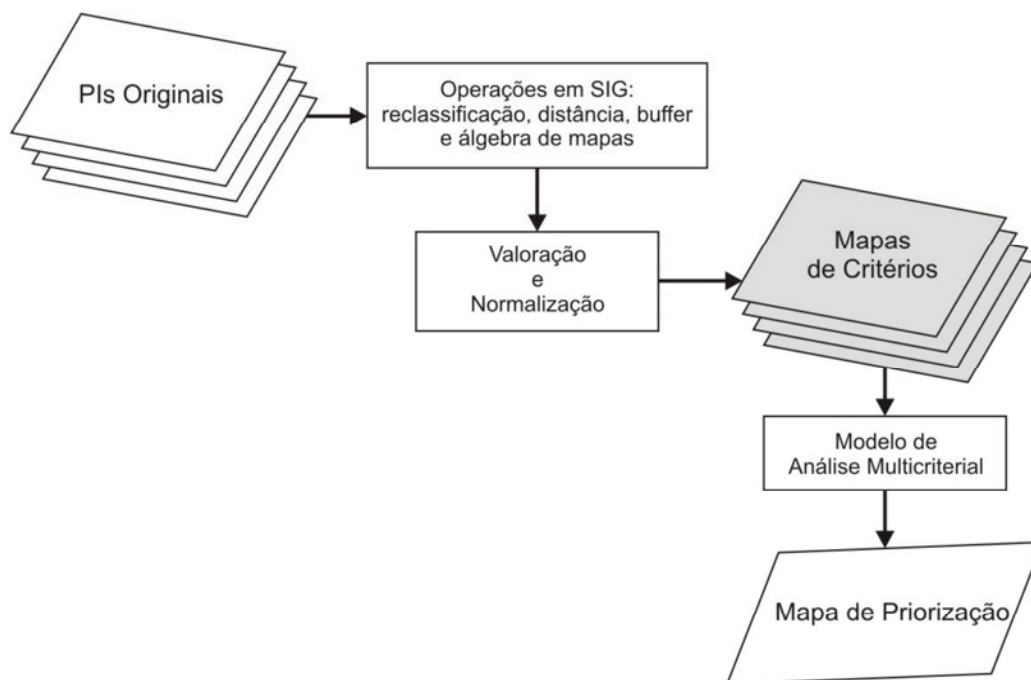 PIs Originais
Operações em SIG:
reclassificação, distância, buffer
e álgebra de mapas
Valoração
e
Normalização
Mapas
de Critérios
Modelo de
Análise Multicriterial
Mapa de Priorização